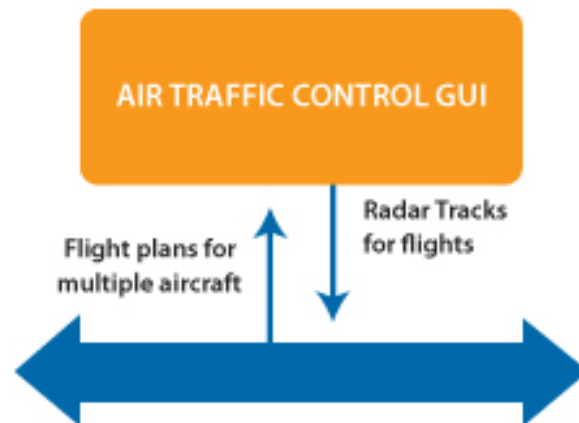 AIR TRAFFIC CONTROL GUI
Radar Tracks
for flights
Flight plans for
multiple aircraft